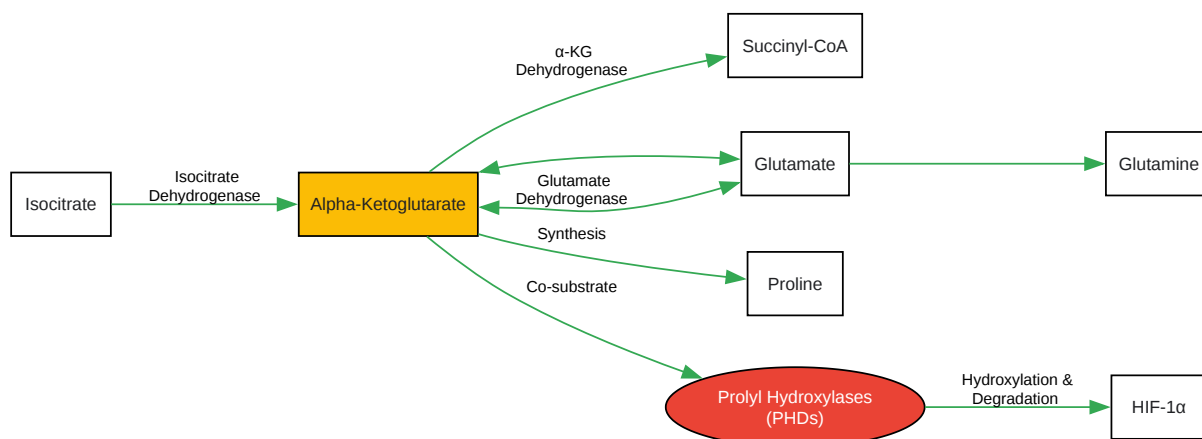 Succinyl-CoA
α-KG
Dehydrogenase
Glutamate
Glutamine
Isocitrate
Dehydrogenase
Isocitrate
Alpha-Ketoglutarate
Glutamate
Dehydrogenase
Synthesis
Proline
Co-substrate
Prolyl Hydroxylases
(PHDs)
Hydroxylation &
Degradation
HIF-1α